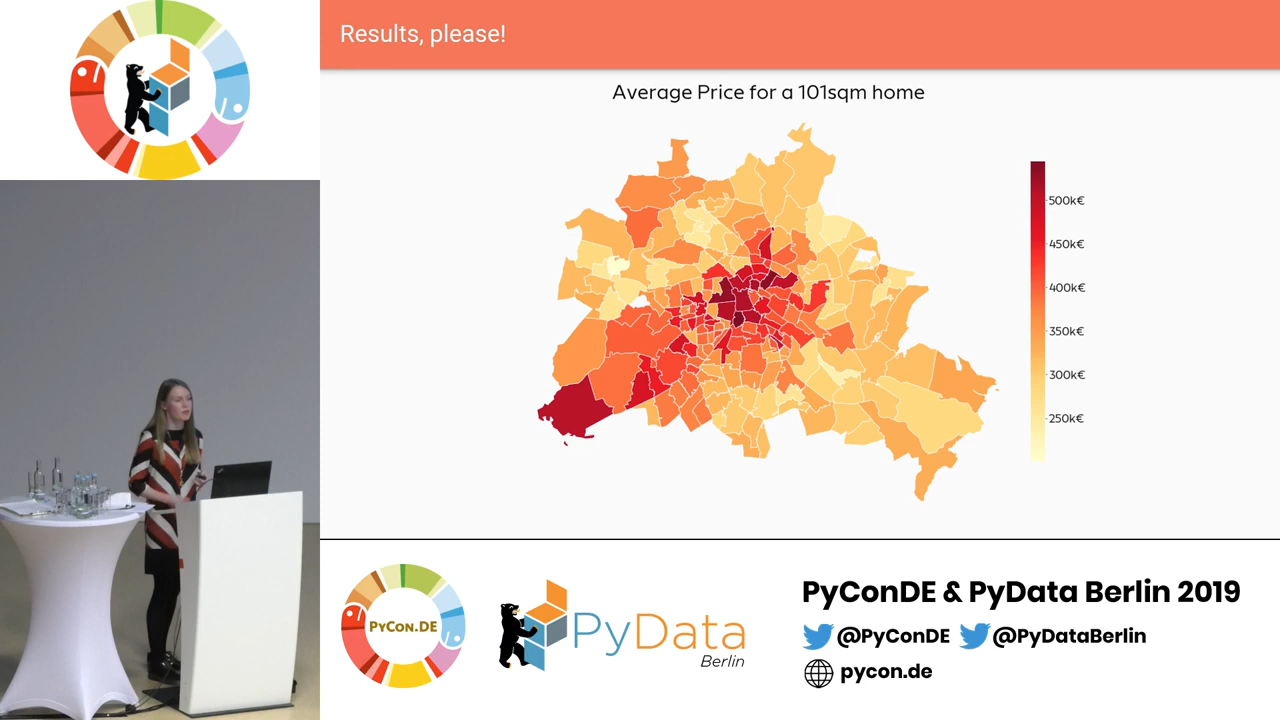 Results, please!
Average Price for a 101sqm home
500k€
450k€
400k€
350k€
300k€
250k€
PYCON.DE
PyData
Berlin
PyConDE & PyData Berlin 2019
@PyConDE @PyDataBerlin
pycon.de